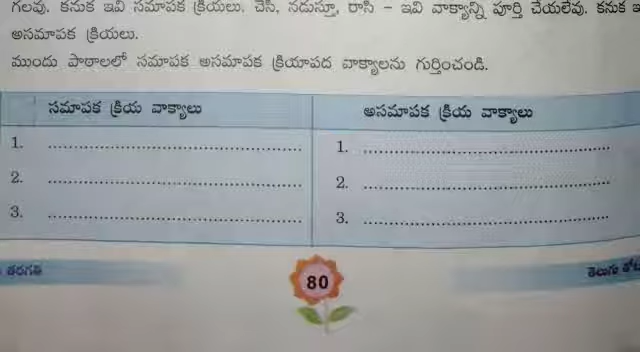 గలవు. కనుక ఇవి సమాపక క్రియలు. చేసి, నడుస్తూ, రాసి – ఇవి వాక్యాన్ని పూర్తి చేయలేవు. కనుక
అసమాపక క్రియలు.
ముందు పాఠాలలో సమాపక అసమాపక క్రియాపద వాక్యాలను గుర్తించండి.
సమాపక క్రియ వాక్యాలు అసమాపక క్రియ వాక్యాలు
1. ................................................ 1. ................................................
2. ................................................ 2. ................................................
3. ................................................ 3. ................................................
తరగతి 80 తెలుగు